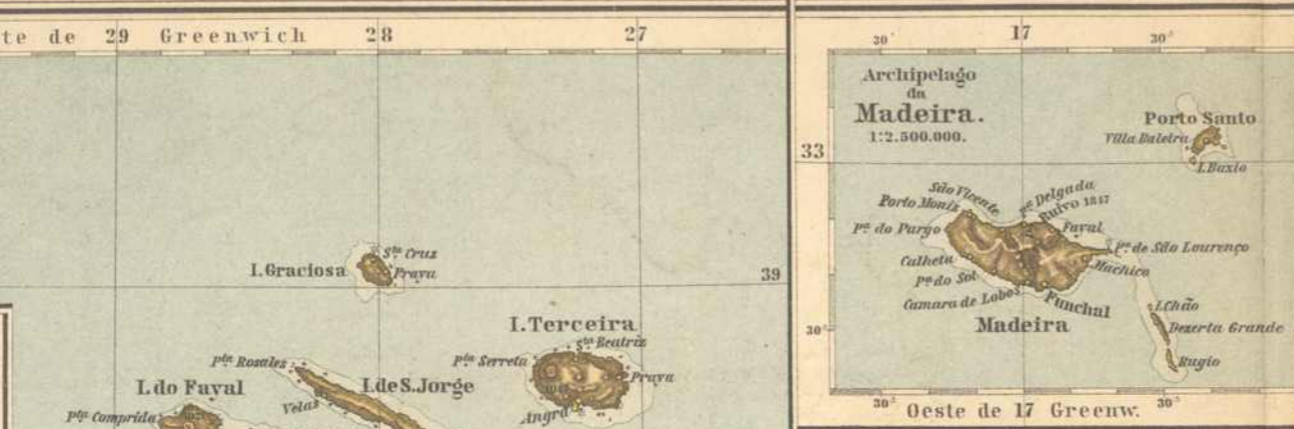 te de 29 Greenwich 28 27
39
I. Graciosa
Sta. Cruz
Praya
I. Terceira
Sta. Beatriz
Pta. Serreta
Praya
Angra
Pta. Rosales
I. de S. Jorge
Velas
I. do Fayal
Pta. Comprida
30' 17 30'
Archipelago
da
Madeira.
1:2.500.000.
33
30'
Porto Santo
Villa Baleira
I. Baxio
São Vicente
Porto Moniz
Pta. Delgada
Ruivo 1847
Pta. do Pargo
Fayal
Pta. de São Lourenço
Calheta
Machico
Pta. do Sol
Camara de Lobos
Funchal
Madeira
I. Chão
Dezerta Grande
Bugio
30' Oeste de 17 Greenw. 30'